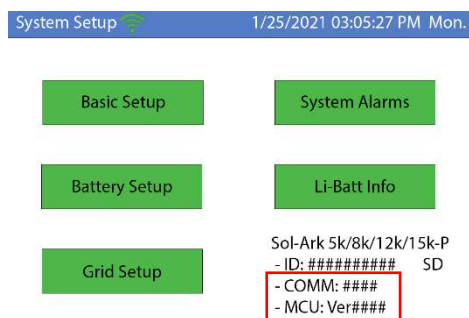 System Setup 1/25/2021 03:05:27 PM Mon.
Basic Setup System Alarms
Battery Setup Li-Batt Info
Grid Setup
Sol-Ark 5k/8k/12k/15k-P
- ID: ########## SD
- COMM: ####
- MCU: Ver####